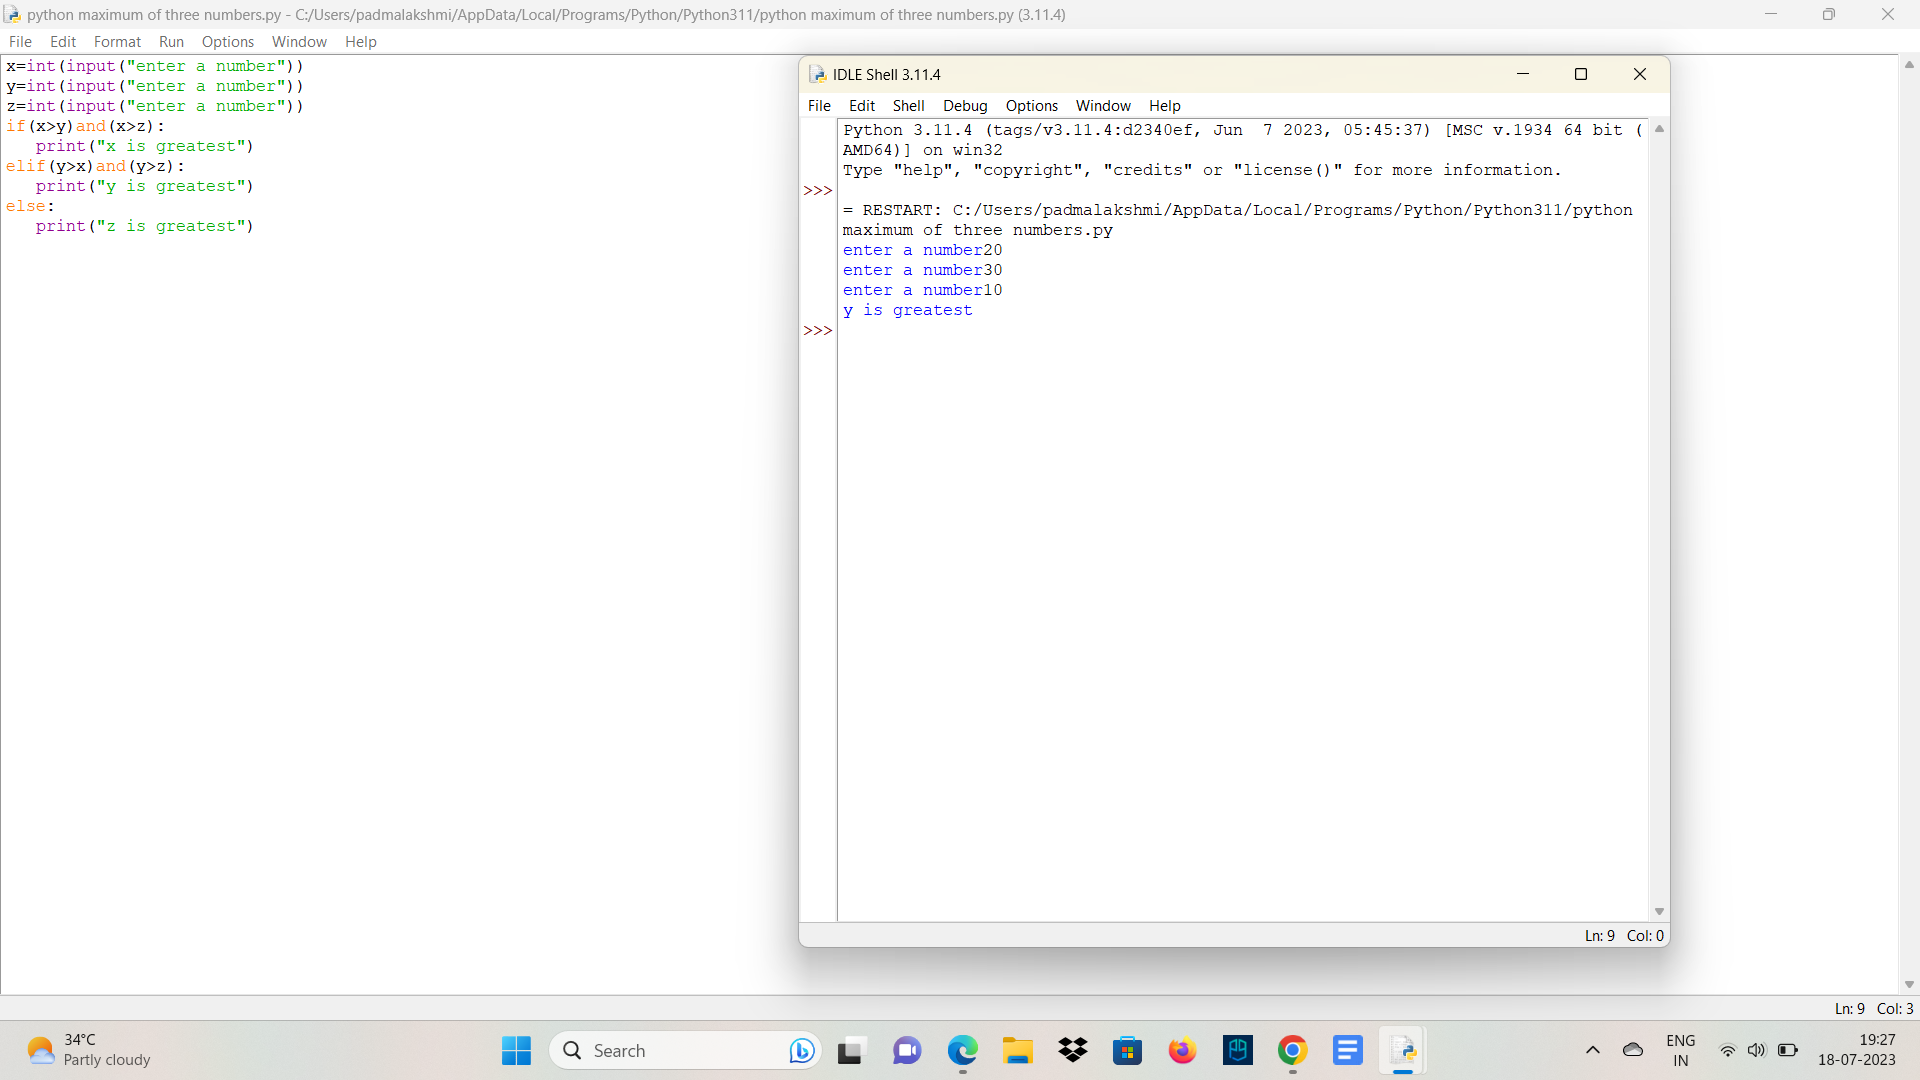 python maximum of three numbers.py - C:/Users/padmalakshmi/AppData/Local/Programs/Python/Python311/python maximum of three numbers.py (3.11.4)
File Edit Format Run Options Window Help
x=int(input("enter a number"))
y=int(input("enter a number"))
z=int(input("enter a number"))
if(x>y)and(x>z):
   print("x is greatest")
elif(y>x)and(y>z):
   print("y is greatest")
else:
   print("z is greatest")
IDLE Shell 3.11.4
File Edit Shell Debug Options Window Help
Python 3.11.4 (tags/v3.11.4:d2340ef, Jun  7 2023, 05:45:37) [MSC v.1934 64 bit (
AMD64)] on win32
Type "help", "copyright", "credits" or "license()" for more information.
>>>
= RESTART: C:/Users/padmalakshmi/AppData/Local/Programs/Python/Python311/python
maximum of three numbers.py
enter a number20
enter a number30
enter a number10
y is greatest
>>>
Ln: 9 Col: 0
Ln: 9 Col: 3
34°C
Partly cloudy
Search
ENG
IN
19:27
18-07-2023